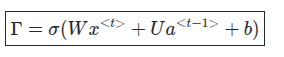 Γ = σ(Wx<t> + Ua<t−1> + b)